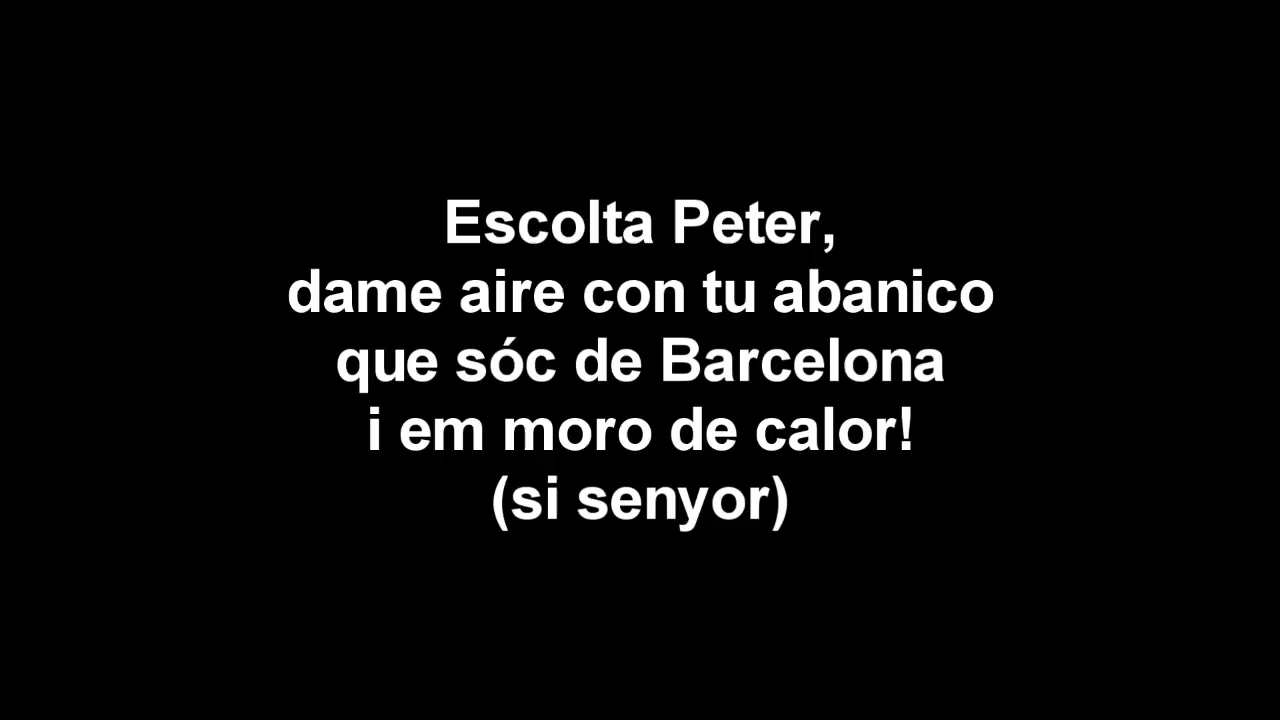 Escolta Peter,
dame aire con tu abanico
que sóc de Barcelona
i em moro de calor!
(si senyor)